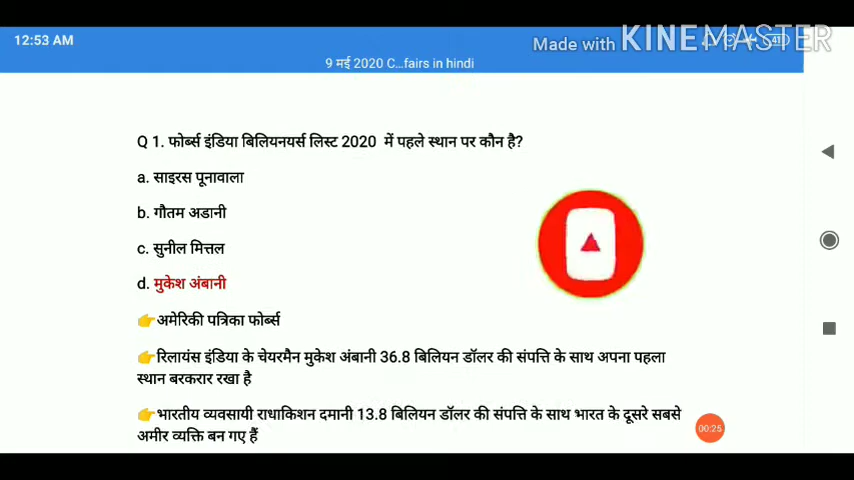 12:53 AM
Made with KINEMASTER
41
9 मई 2020 C...fairs in hindi
Q 1. फोर्ब्स इंडिया बिलियनयर्स लिस्ट 2020 में पहले स्थान पर कौन है?
a. साइरस पूनावाला
b. गौतम अडानी
c. सुनील मित्तल
d. मुकेश अंबानी
👉अमेरिकी पत्रिका फोर्ब्स
👉रिलायंस इंडिया के चेयरमैन मुकेश अंबानी 36.8 बिलियन डॉलर की संपत्ति के साथ अपना पहला
स्थान बरकरार रखा है
👉भारतीय व्यवसायी राधाकिशन दमानी 13.8 बिलियन डॉलर की संपत्ति के साथ भारत के दूसरे सबसे
अमीर व्यक्ति बन गए हैं
00:25